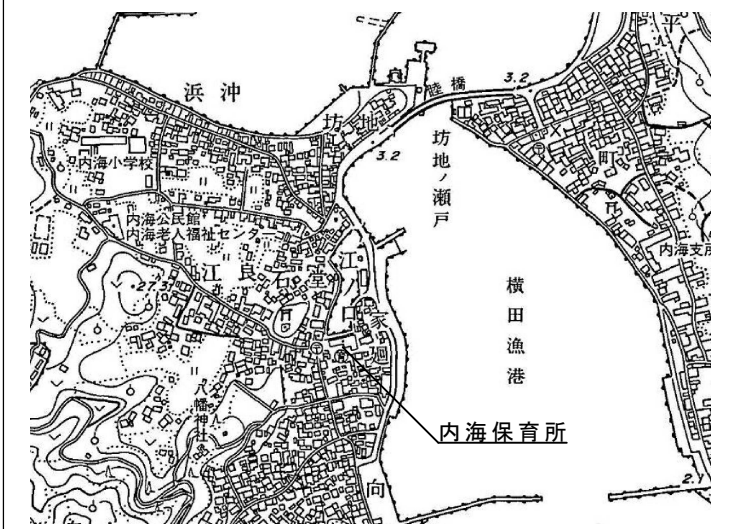 平
浜沖
陸橋
3.2
坊地
3.2
坊地ノ瀬戸
町
内海小学校
内海公民館
内海老人福祉センター
内海支所
江良
石堂
江ノ口
家廻
27.3
横田漁港
八幡神社
内海保育所
向
2.1